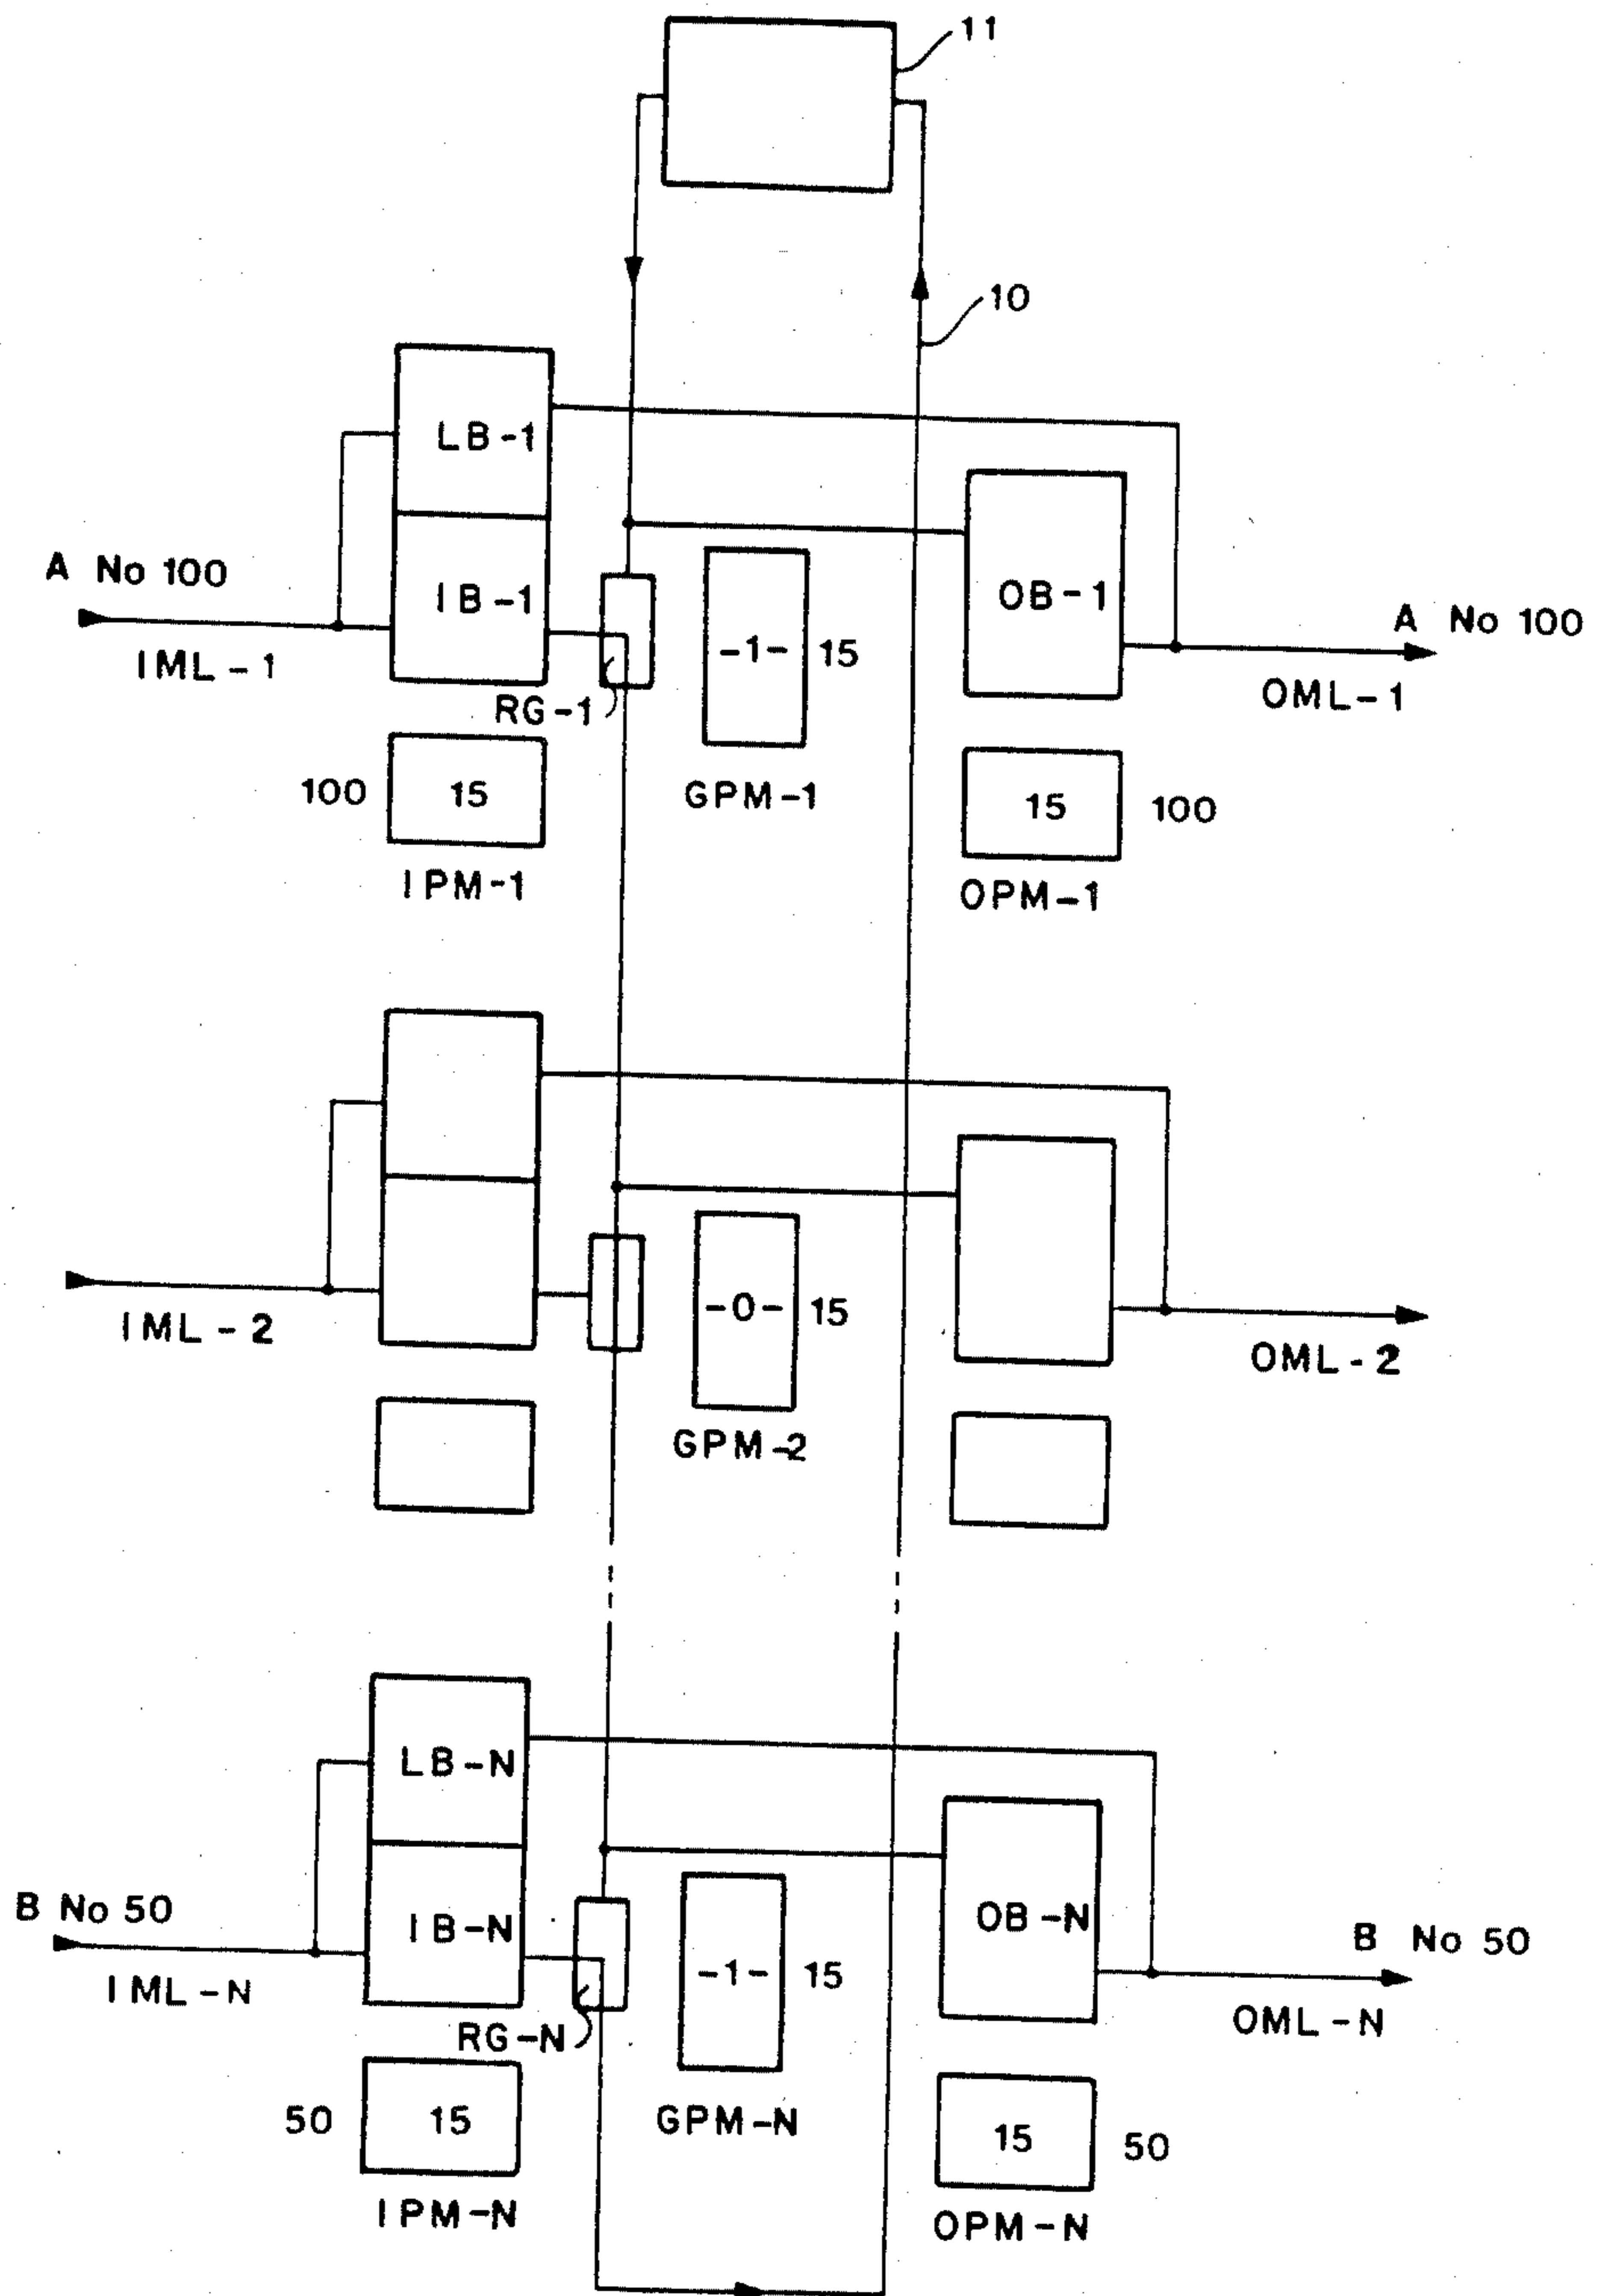 11
10
LB-1
A No 100
IB-1
-1- 15
OB-1
A No 100
IML-1
RG-1
OML-1
100 15
GPM-1
15 100
IPM-1
OPM-1
-0- 15
IML-2
OML-2
GPM-2
LB-N
B No 50
IB-N
-1- 15
OB-N
B No 50
IML-N
RG-N
OML-N
50 15
GPM-N
15 50
IPM-N
OPM-N